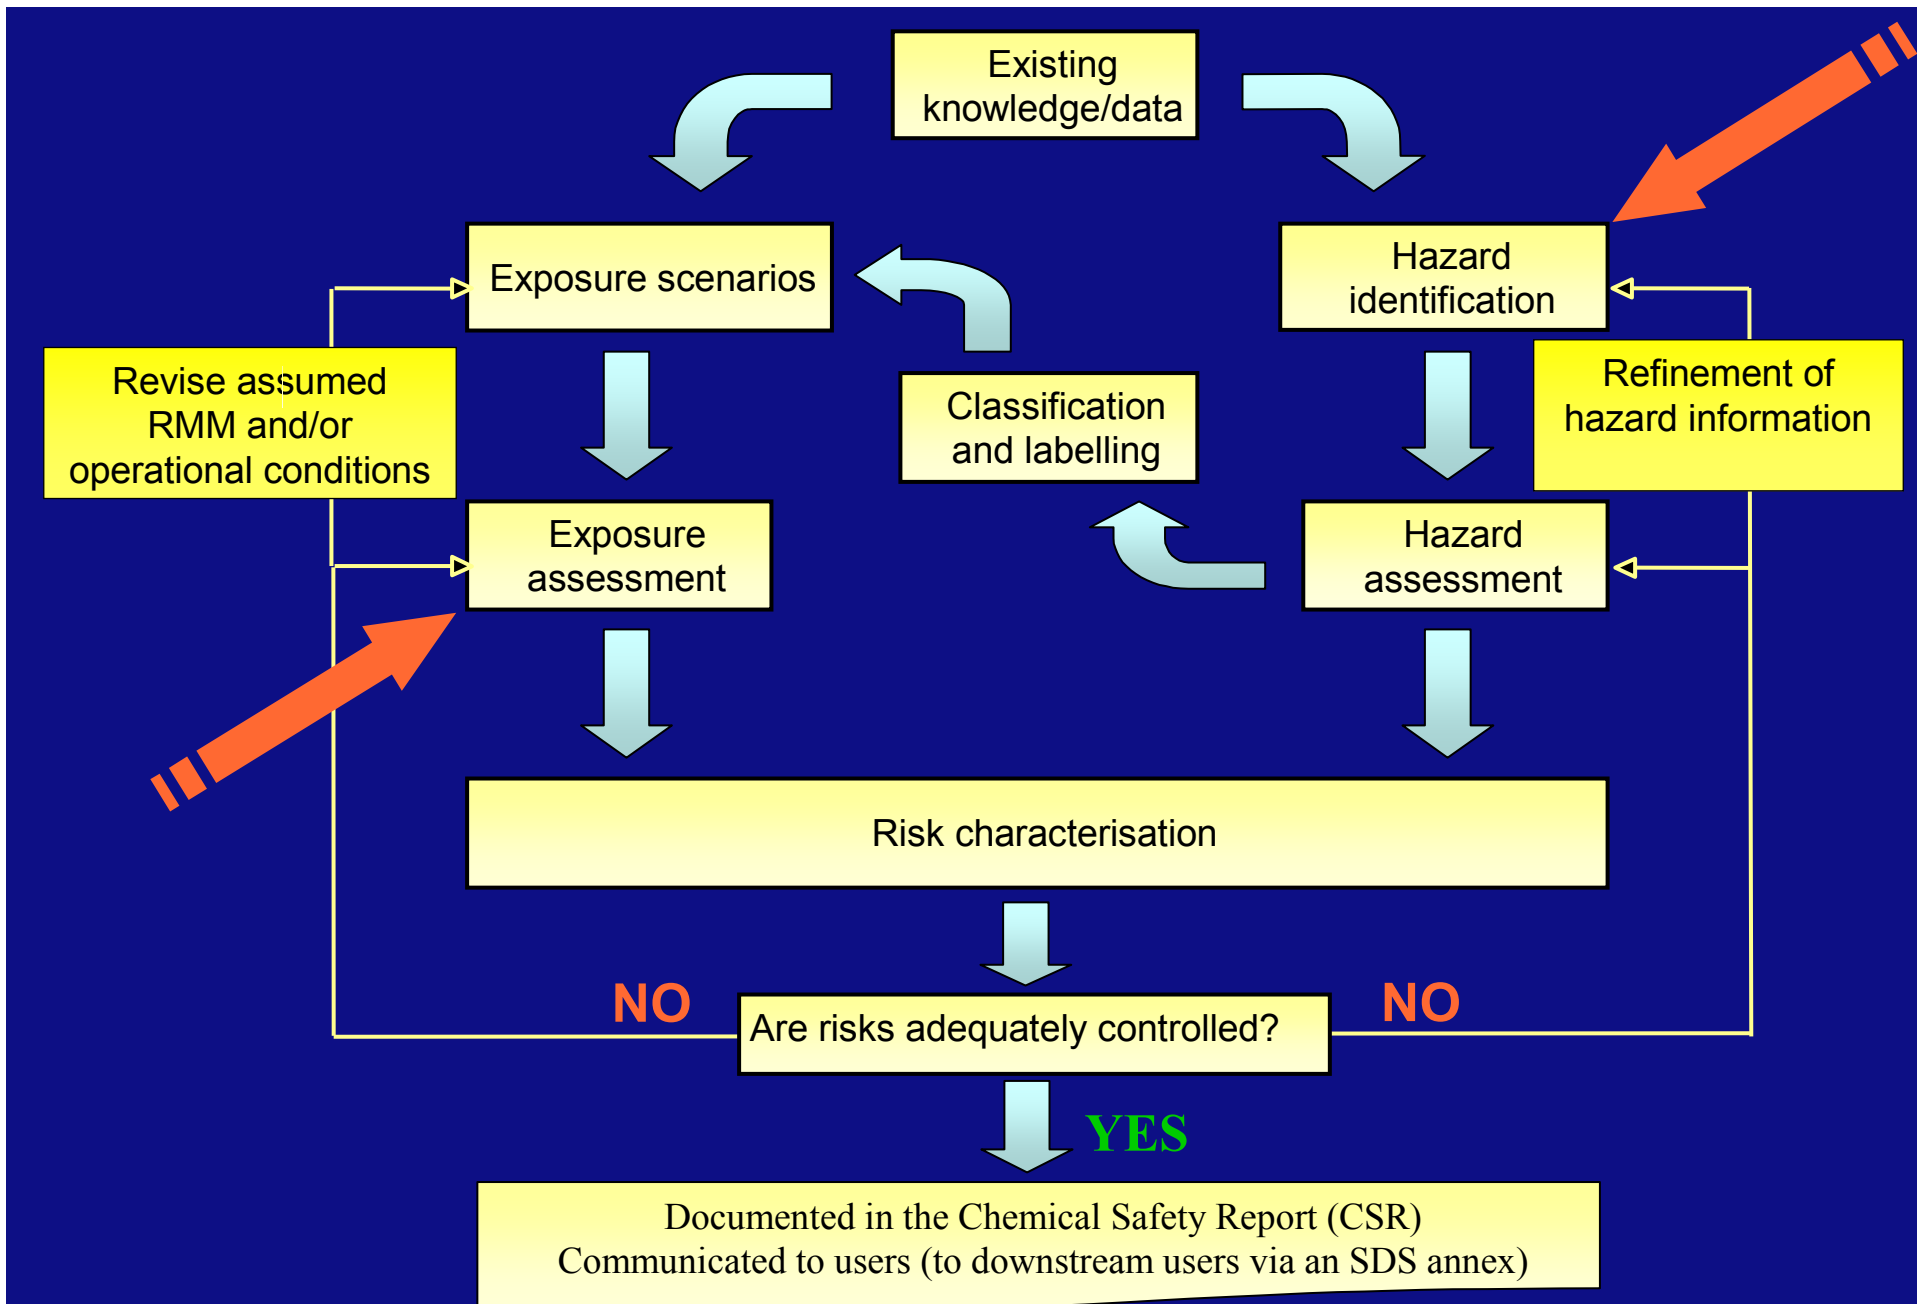 Existing
knowledge/data
Exposure scenarios
Hazard
identification
Revise assumed
RMM and/or
operational conditions
Classification
and labelling
Refinement of
hazard information
Exposure
assessment
Hazard
assessment
Risk characterisation
NO
Are risks adequately controlled?
NO
YES
Documented in the Chemical Safety Report (CSR)
Communicated to users (to downstream users via an SDS annex)